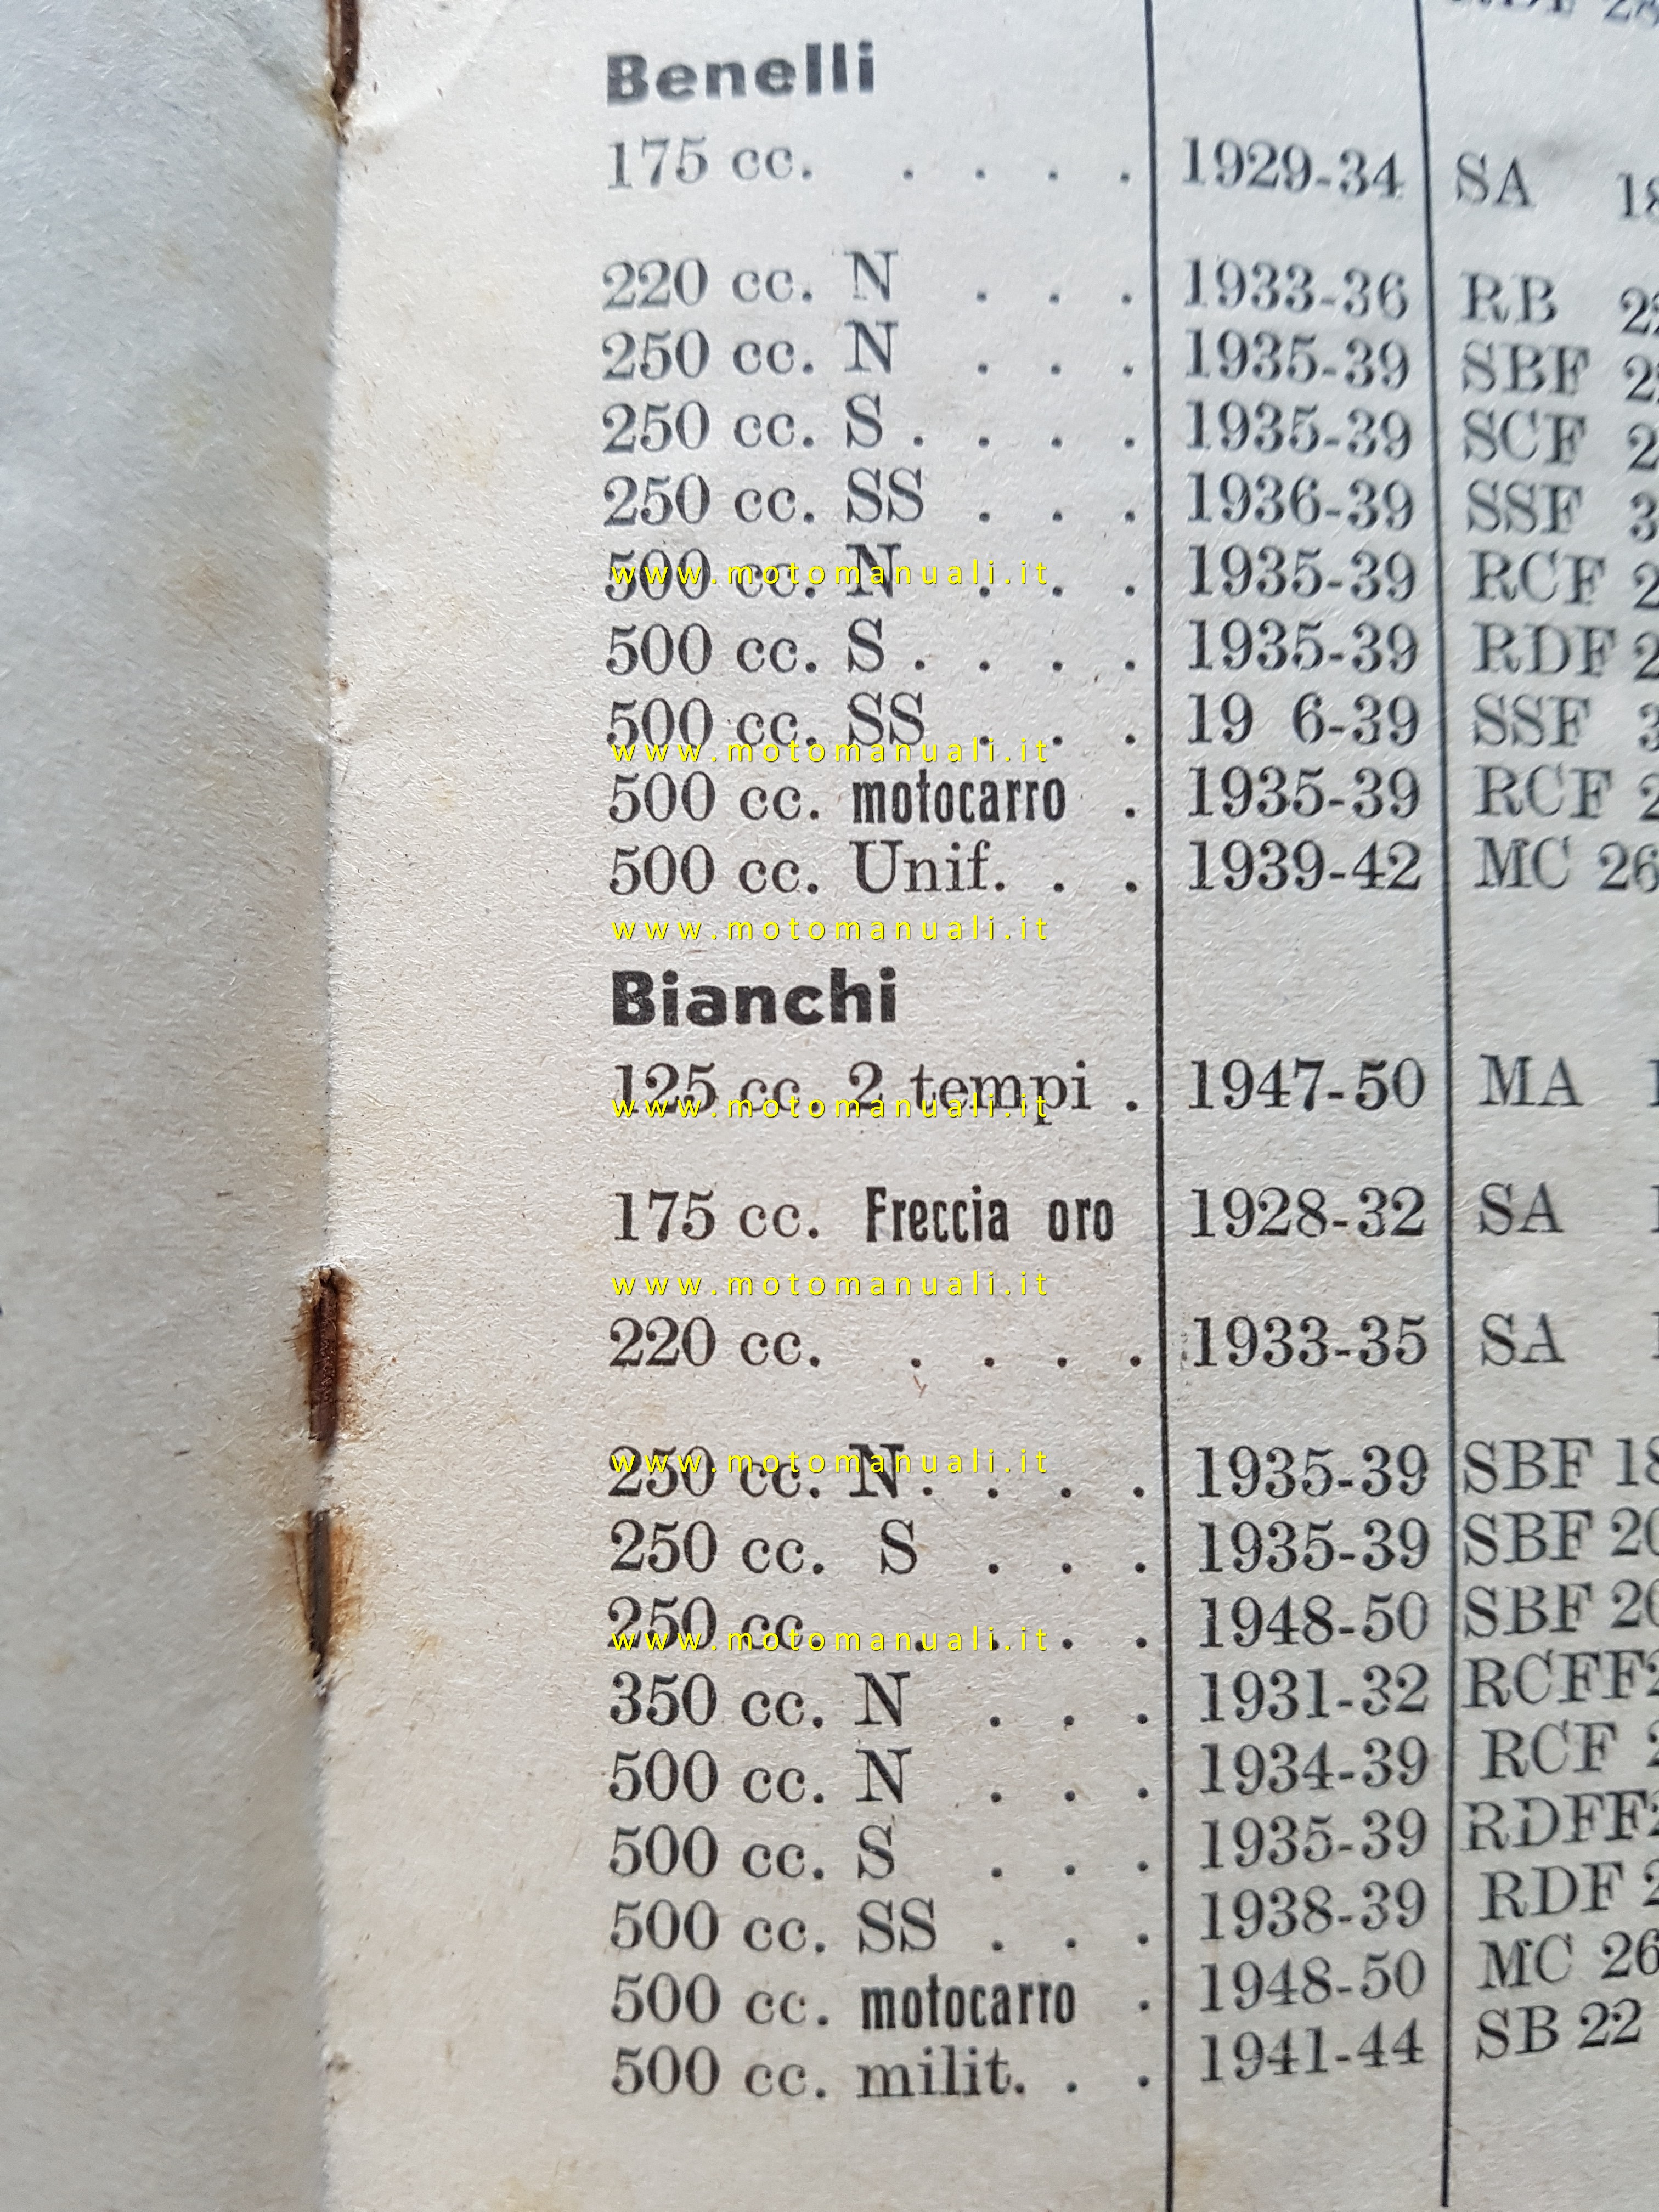 Benelli
175 cc. . . . . 1929-34 SA
220 cc. N . . . 1933-36 RB
250 cc. N . . . 1935-39 SBF
250 cc. S . . . . 1935-39 SCF
250 cc. SS . . . 1936-39 SSF
500 cc. N . . . 1935-39 RCF
www.motomanuali.it
500 cc. S . . . . 1935-39 RDF
500 cc. SS . . . 19 6-39 SSF
www.motomanuali.it
500 cc. motocarro . 1935-39 RCF
500 cc. Unif. . . 1939-42 MC 26
www.motomanuali.it
Bianchi
125 cc. 2 tempi . 1947-50 MA
www.motomanuali.it
175 cc. Freccia oro 1928-32 SA
www.motomanuali.it
220 cc. . . . . 1933-35 SA
250 cc. N. . . . 1935-39 SBF 18
www.motomanuali.it
250 cc. S . . . 1935-39 SBF 20
250 cc. . . . . 1948-50 SBF 20
www.motomanuali.it
350 cc. N . . . 1931-32 RCFF
500 cc. N . . . 1934-39 RCF
500 cc. S . . . 1935-39 RDFF
500 cc. SS . . . 1938-39 RDF
500 cc. motocarro . 1948-50 MC 26
500 cc. milit. . . 1941-44 SB 22